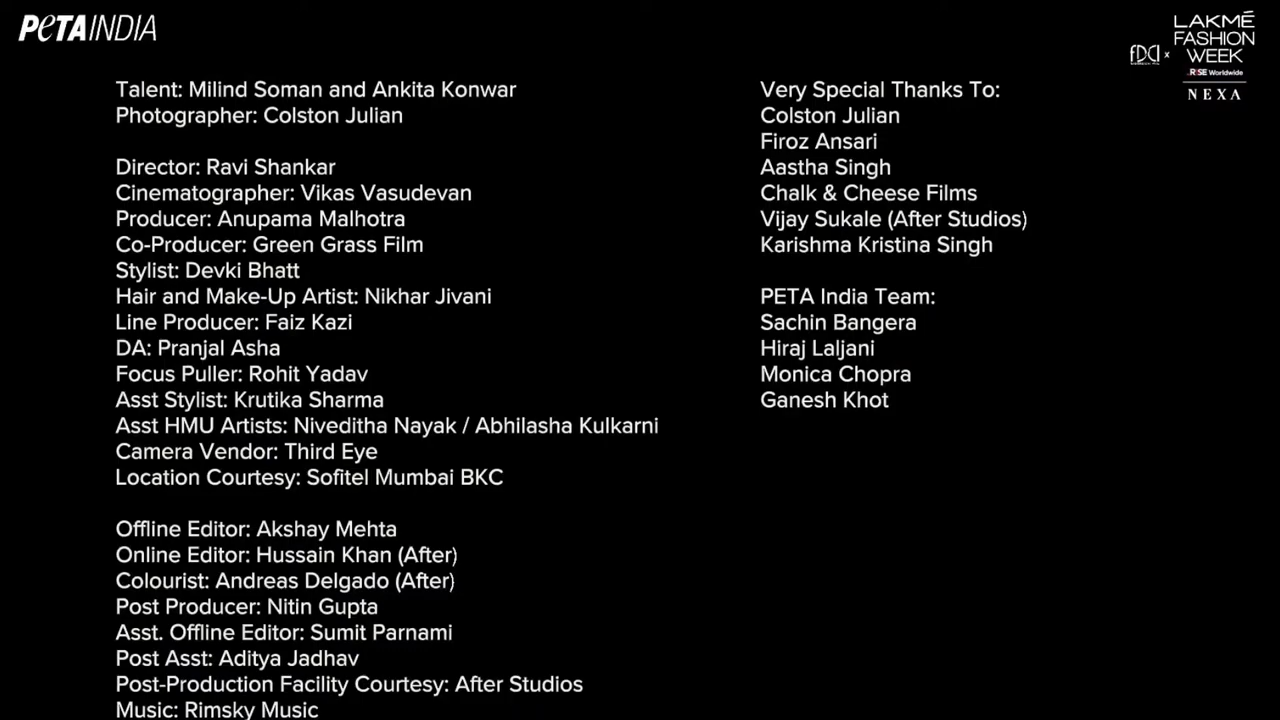 PETA INDIA
LAKMÉ
FASHION
WEEK
FDCI x
RISE Worldwide
NEXA
Talent: Milind Soman and Ankita Konwar
Photographer: Colston Julian
Director: Ravi Shankar
Cinematographer: Vikas Vasudevan
Producer: Anupama Malhotra
Co-Producer: Green Grass Film
Stylist: Devki Bhatt
Hair and Make-Up Artist: Nikhar Jivani
Line Producer: Faiz Kazi
DA: Pranjal Asha
Focus Puller: Rohit Yadav
Asst Stylist: Krutika Sharma
Asst HMU Artists: Niveditha Nayak / Abhilasha Kulkarni
Camera Vendor: Third Eye
Location Courtesy: Sofitel Mumbai BKC
Offline Editor: Akshay Mehta
Online Editor: Hussain Khan (After)
Colourist: Andreas Delgado (After)
Post Producer: Nitin Gupta
Asst. Offline Editor: Sumit Parnami
Post Asst: Aditya Jadhav
Post-Production Facility Courtesy: After Studios
Music: Rimsky Music
Very Special Thanks To:
Colston Julian
Firoz Ansari
Aastha Singh
Chalk & Cheese Films
Vijay Sukale (After Studios)
Karishma Kristina Singh
PETA India Team:
Sachin Bangera
Hiraj Laljani
Monica Chopra
Ganesh Khot